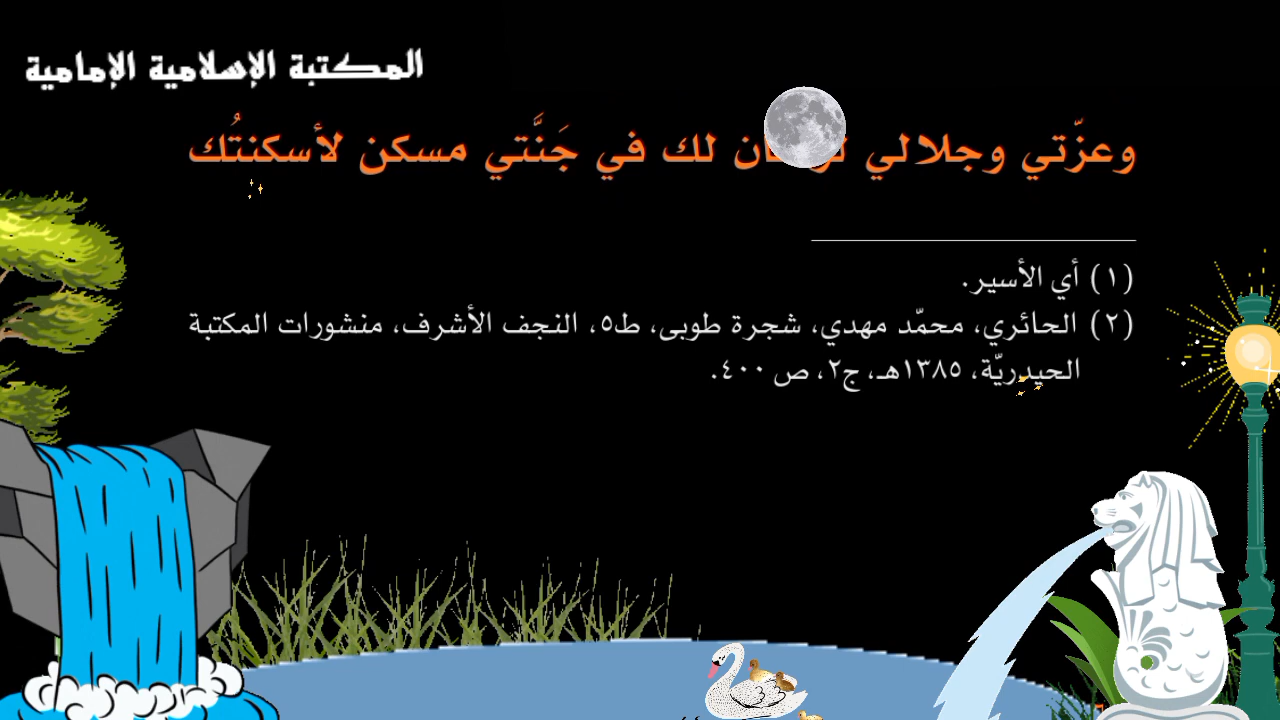 المكتبة الإسلامية الإمامية
وعزّتي وجلالي لك في جَنَّتي مسكن لأسكنتُك
(١) أي الأسير.
(٢) الحائري، محمّد مهدي، شجرة طوبى، ط٥، النجف الأشرف، منشورات المكتبة
الحيدريّة، ١٣٨٥هـ، ج٢، ص ٤٠٠.